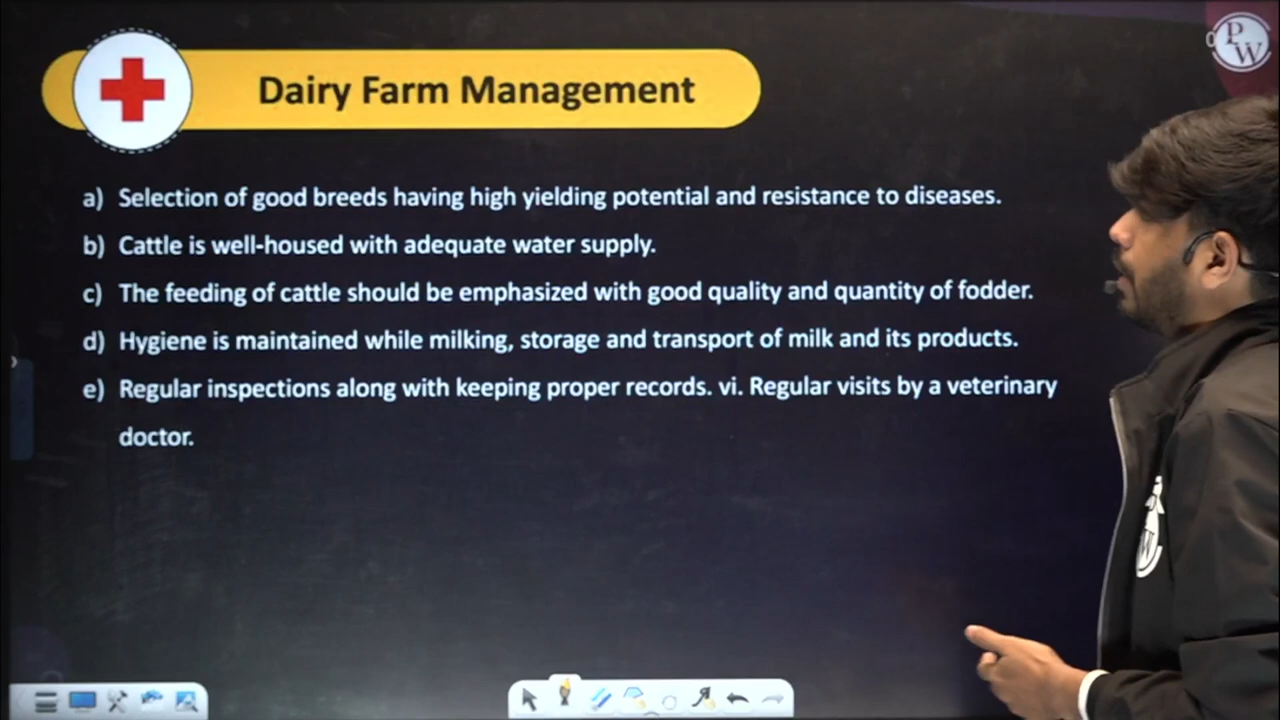 PW
Dairy Farm Management
a) Selection of good breeds having high yielding potential and resistance to diseases.
b) Cattle is well-housed with adequate water supply.
c) The feeding of cattle should be emphasized with good quality and quantity of fodder.
d) Hygiene is maintained while milking, storage and transport of milk and its products.
e) Regular inspections along with keeping proper records. vi. Regular visits by a veterinary
doctor.
W